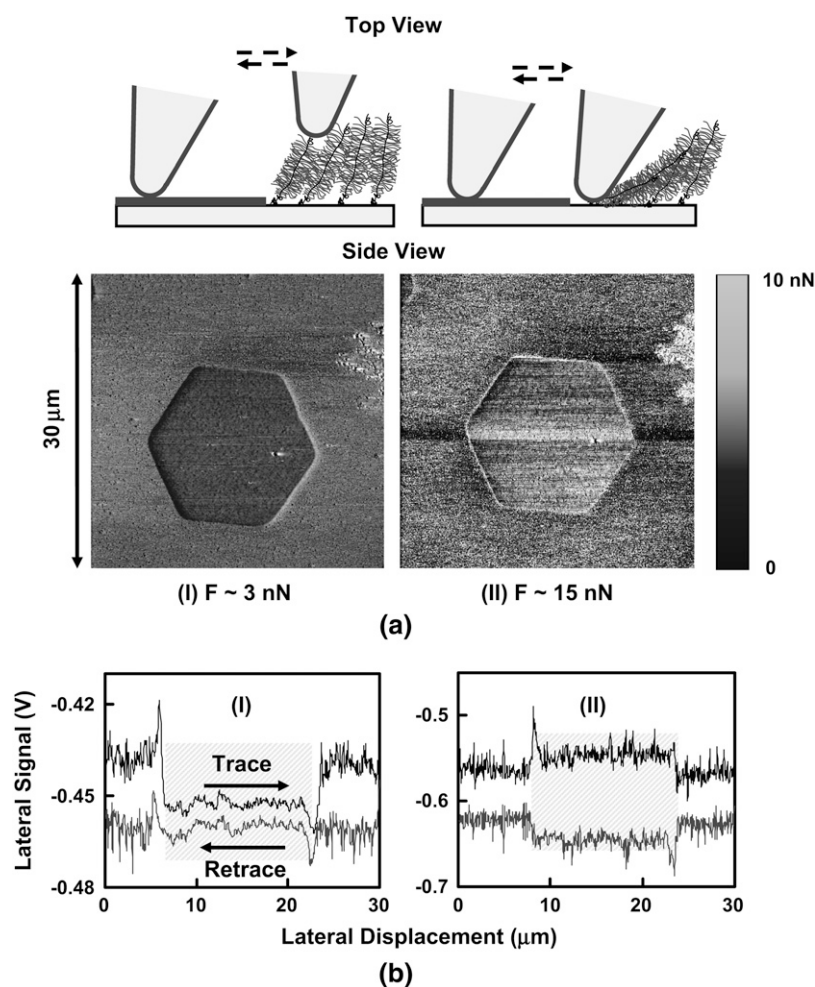 Top View
Side View
30 μm
10 nN
0
(I) F ~ 3 nN
(II) F ~ 15 nN
(a)
Lateral Signal (V)
-0.42
-0.45
-0.48
(I)
Trace
Retrace
0 10 20 30
-0.5
-0.6
-0.7
(II)
0 10 20 30
Lateral Displacement (μm)
(b)